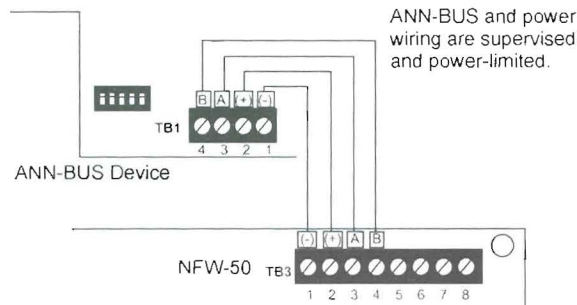 ANN-BUS and power
wiring are supervised
and power-limited.
B A (+) (-)
TB1
4 3 2 1
ANN-BUS Device
(-) (+) A B
NFW-50 TB3
1 2 3 4 5 6 7 8